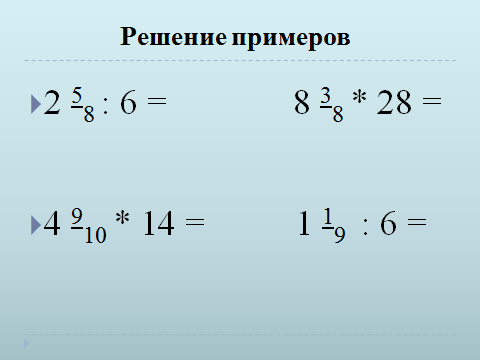 Решение примеров
2 5/8 : 6 = 8 3/8 * 28 =
4 9/10 * 14 = 1 1/9 : 6 =